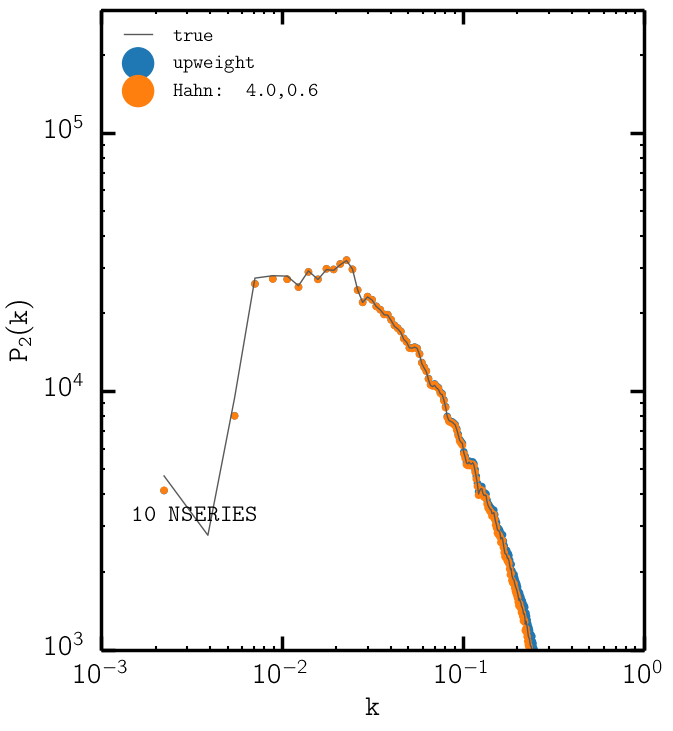 true
upweight
Hahn: 4.0,0.6
10^5
10^4
10^3
P_2(k)
10 NSERIES
10^{-3}
10^{-2}
10^{-1}
10^0
k